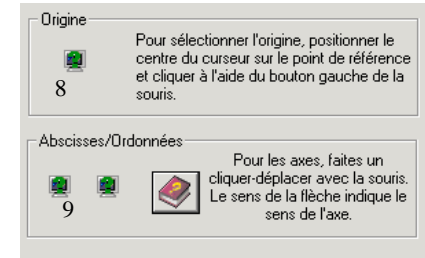 Origine
Pour sélectionner l'origine, positionner le
centre du curseur sur le point de référence
et cliquer à l'aide du bouton gauche de la
souris.
8
Abscisses/Ordonnées
Pour les axes, faites un
cliquer-déplacer avec la souris.
Le sens de la flèche indique le
sens de l'axe.
9